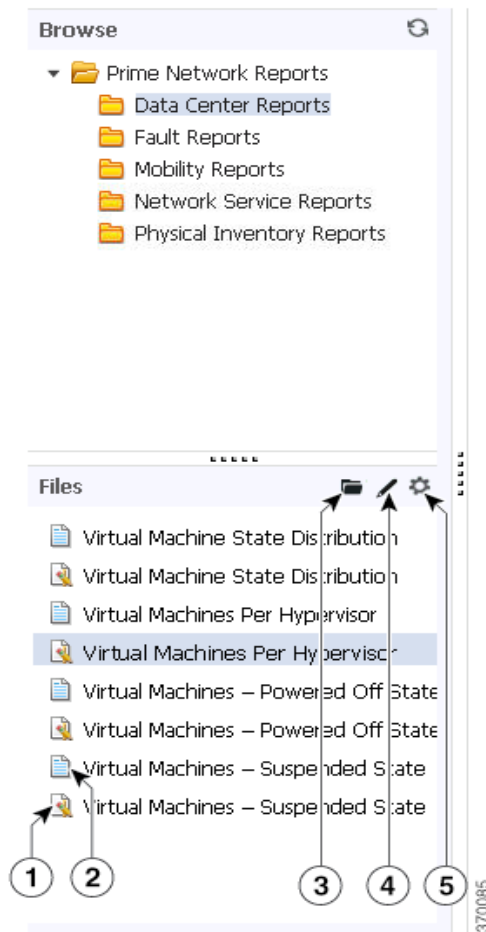 Browse
Prime Network Reports
Data Center Reports
Fault Reports
Mobility Reports
Network Service Reports
Physical Inventory Reports
Files
Virtual Machine State Distribution
Virtual Machine State Distribution
Virtual Machines Per Hypervisor
Virtual Machines Per Hypervisor
Virtual Machines – Powered Off State
Virtual Machines – Powered Off State
Virtual Machines – Suspended State
Virtual Machines – Suspended State
1 2 3 4 5
370085